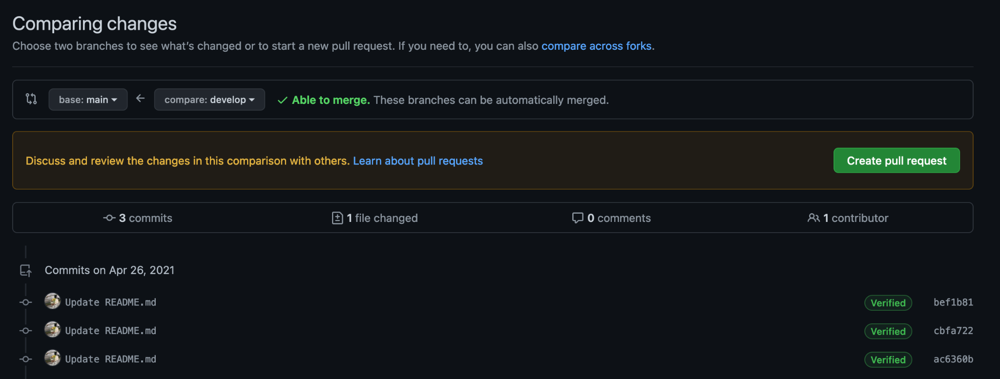 Comparing changes
Choose two branches to see what’s changed or to start a new pull request. If you need to, you can also compare across forks.
base: main compare: develop Able to merge. These branches can be automatically merged.
Discuss and review the changes in this comparison with others. Learn about pull requests Create pull request
3 commits 1 file changed 0 comments 1 contributor
Commits on Apr 26, 2021
Update README.md Verified bef1b81
Update README.md Verified cbfa722
Update README.md Verified ac6360b